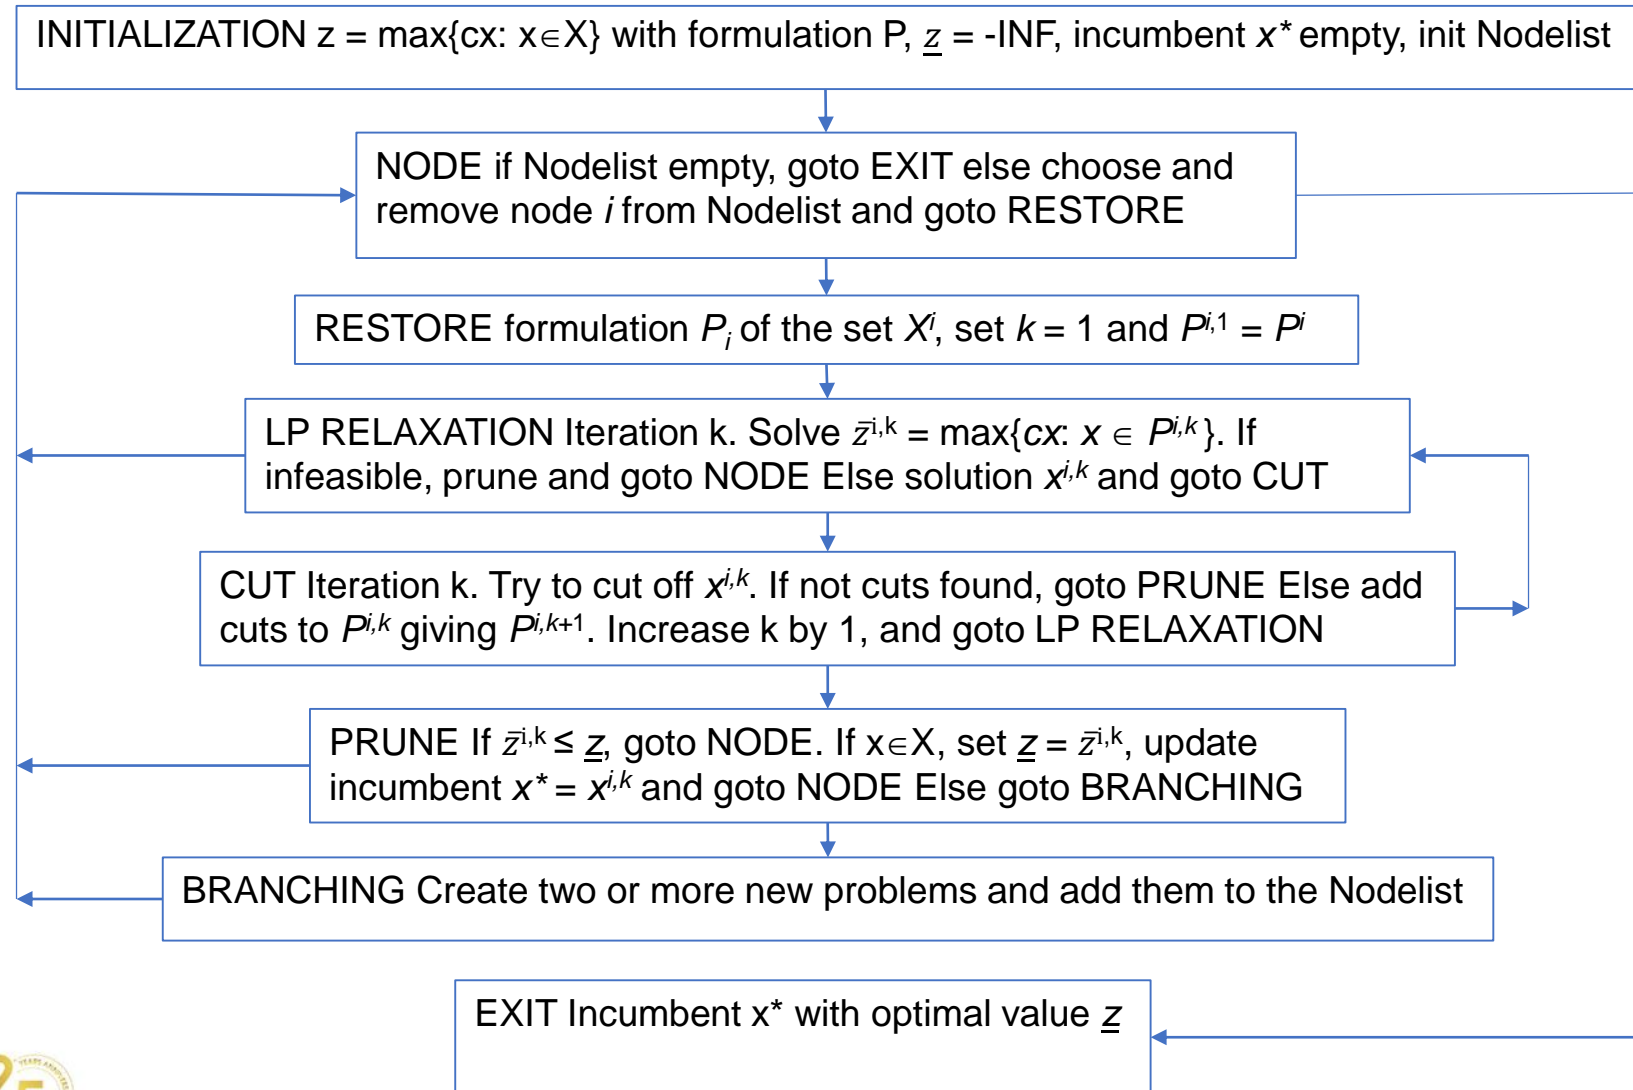 INITIALIZATION z = max{cx: x∈X} with formulation P, z̲ = -INF, incumbent x* empty, init Nodelist
NODE if Nodelist empty, goto EXIT else choose and
remove node i from Nodelist and goto RESTORE
RESTORE formulation Pᵢ of the set Xⁱ, set k = 1 and Pⁱ,¹ = Pⁱ
LP RELAXATION Iteration k. Solve z̄ⁱ,ᵏ = max{cx: x ∈ Pⁱ,ᵏ}. If
infeasible, prune and goto NODE Else solution xⁱ,ᵏ and goto CUT
CUT Iteration k. Try to cut off xⁱ,ᵏ. If not cuts found, goto PRUNE Else add
cuts to Pⁱ,ᵏ giving Pⁱ,ᵏ⁺¹. Increase k by 1, and goto LP RELAXATION
PRUNE If z̄ⁱ,ᵏ ≤ z̲, goto NODE. If x∈X, set z̲ = z̄ⁱ,ᵏ, update
incumbent x* = xⁱ,ᵏ and goto NODE Else goto BRANCHING
BRANCHING Create two or more new problems and add them to the Nodelist
EXIT Incumbent x* with optimal value z̲